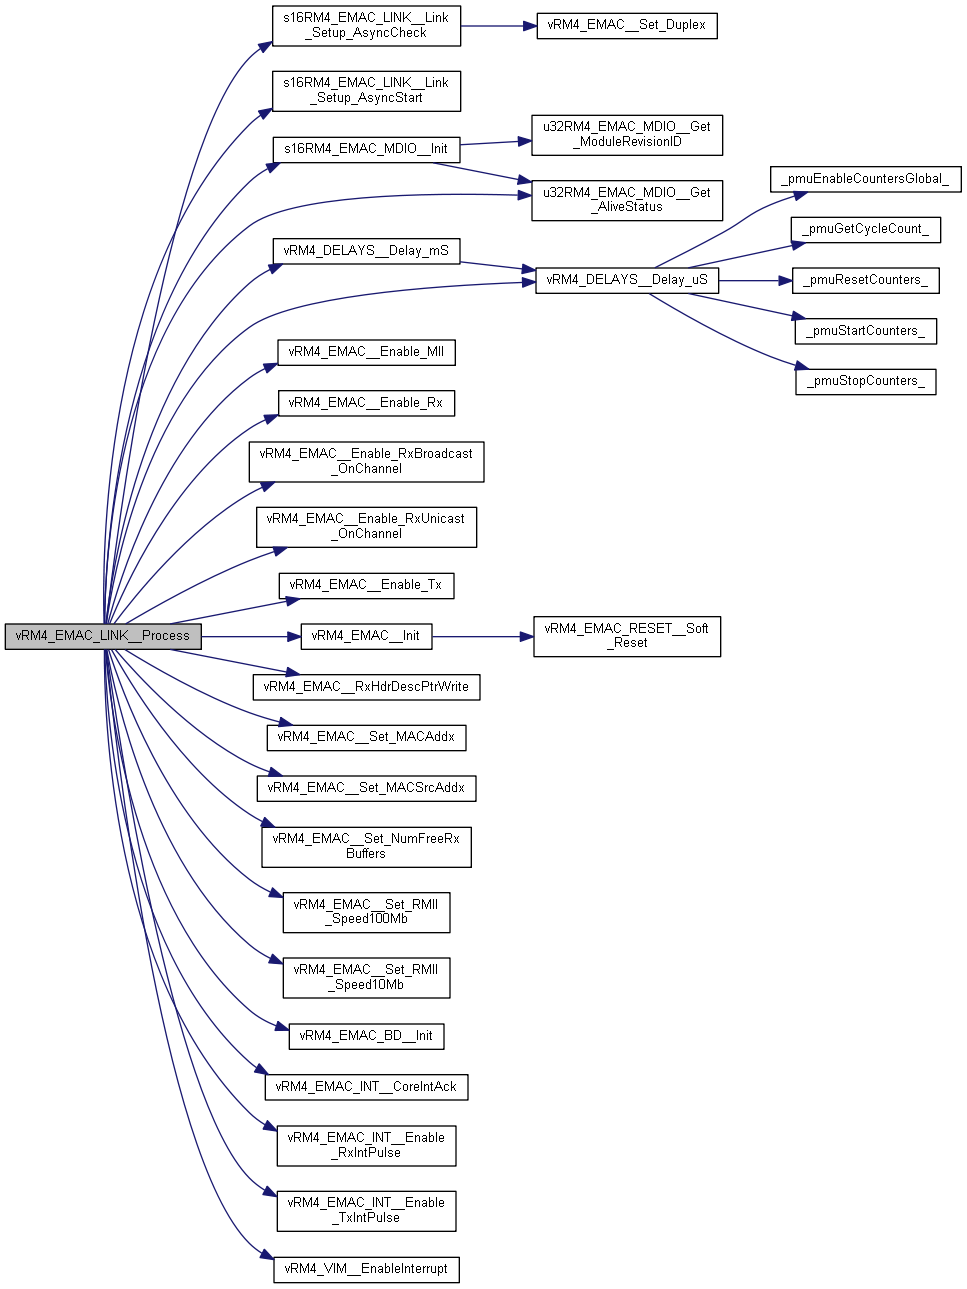 s16RM4_EMAC_LINK__Link
_Setup_AsyncCheck
vRM4_EMAC__Set_Duplex
s16RM4_EMAC_LINK__Link
_Setup_AsyncStart
s16RM4_EMAC_MDIO__Init
u32RM4_EMAC_MDIO__Get
_ModuleRevisionID
u32RM4_EMAC_MDIO__Get
_AliveStatus
_pmuEnableCountersGlobal_
_pmuGetCycleCount_
vRM4_DELAYS__Delay_mS
vRM4_DELAYS__Delay_uS
_pmuResetCounters_
_pmuStartCounters_
_pmuStopCounters_
vRM4_EMAC__Enable_MII
vRM4_EMAC__Enable_Rx
vRM4_EMAC__Enable_RxBroadcast
_OnChannel
vRM4_EMAC__Enable_RxUnicast
_OnChannel
vRM4_EMAC__Enable_Tx
vRM4_EMAC_LINK__Process
vRM4_EMAC__Init
vRM4_EMAC_RESET__Soft
_Reset
vRM4_EMAC__RxHdrDescPtrWrite
vRM4_EMAC__Set_MACAddx
vRM4_EMAC__Set_MACSrcAddx
vRM4_EMAC__Set_NumFreeRx
Buffers
vRM4_EMAC__Set_RMII
_Speed100Mb
vRM4_EMAC__Set_RMII
_Speed10Mb
vRM4_EMAC_BD__Init
vRM4_EMAC_INT__CoreIntAck
vRM4_EMAC_INT__Enable
_RxIntPulse
vRM4_EMAC_INT__Enable
_TxIntPulse
vRM4_VIM__EnableInterrupt